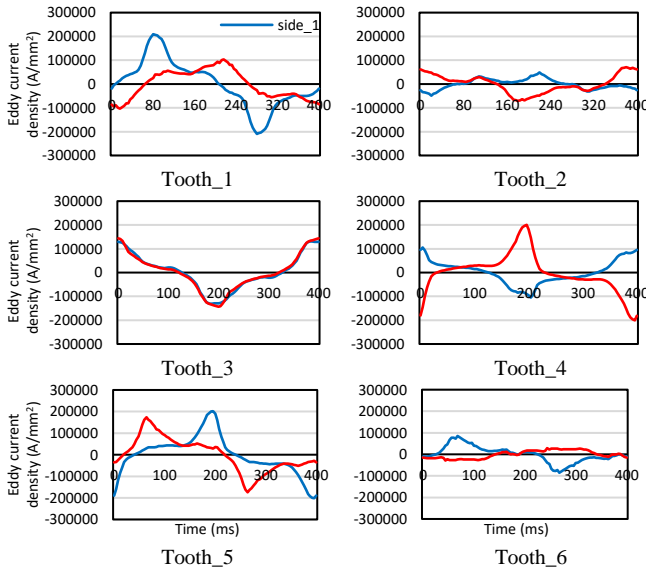 Eddy current
density (A/mm²)
300000
200000
100000
0
-100000
-200000
-300000
side_1
0 80 160 240 320 400
Tooth_1
300000
200000
100000
0
-100000
-200000
-300000
0 80 160 240 320 400
Tooth_2
Eddy current
density (A/mm²)
300000
200000
100000
0
-100000
-200000
-300000
0 100 200 300 400
Tooth_3
300000
200000
100000
0
-100000
-200000
-300000
0 100 200 300 400
Tooth_4
Eddy current
density (A/mm²)
300000
200000
100000
0
-100000
-200000
-300000
0 100 200 300 400
Time (ms)
Tooth_5
300000
200000
100000
0
-100000
-200000
-300000
0 100 200 300 400
Time (ms)
Tooth_6